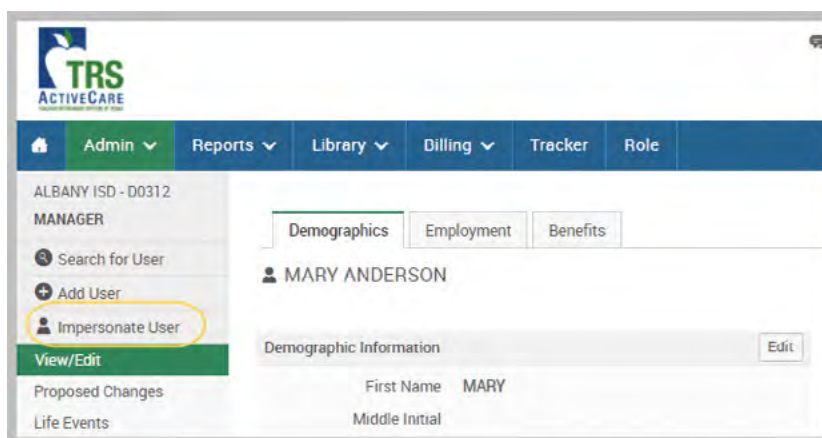 TRS
ACTIVECARE
Admin Reports Library Billing Tracker Role
ALBANY ISD - D0312
MANAGER
Search for User
Add User
Impersonate User
View/Edit
Proposed Changes
Life Events
Demographics Employment Benefits
MARY ANDERSON
Demographic Information Edit
First Name MARY
Middle Initial